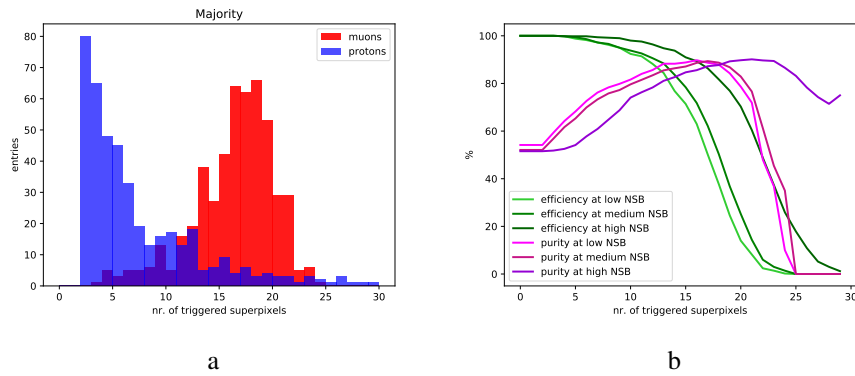 Majority
muons
protons
80
70
60
50
40
30
20
10
0
entries
0
5
10
15
20
25
30
nr. of triggered superpixels
a
100
80
60
40
20
0
%
efficiency at low NSB
efficiency at medium NSB
efficiency at high NSB
purity at low NSB
purity at medium NSB
purity at high NSB
0
5
10
15
20
25
30
nr. of triggered superpixels
b